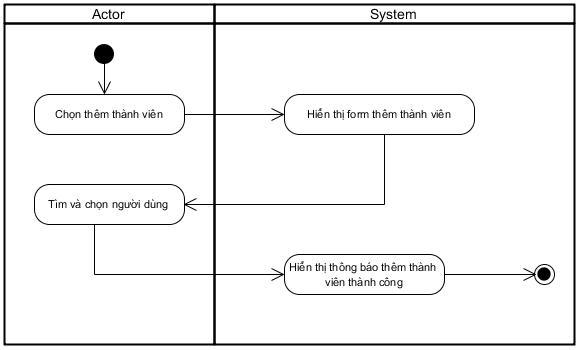 Actor
System
Chọn thêm thành viên
Hiển thị form thêm thành viên
Tìm và chọn người dùng
Hiển thị thông báo thêm thành
viên thành công